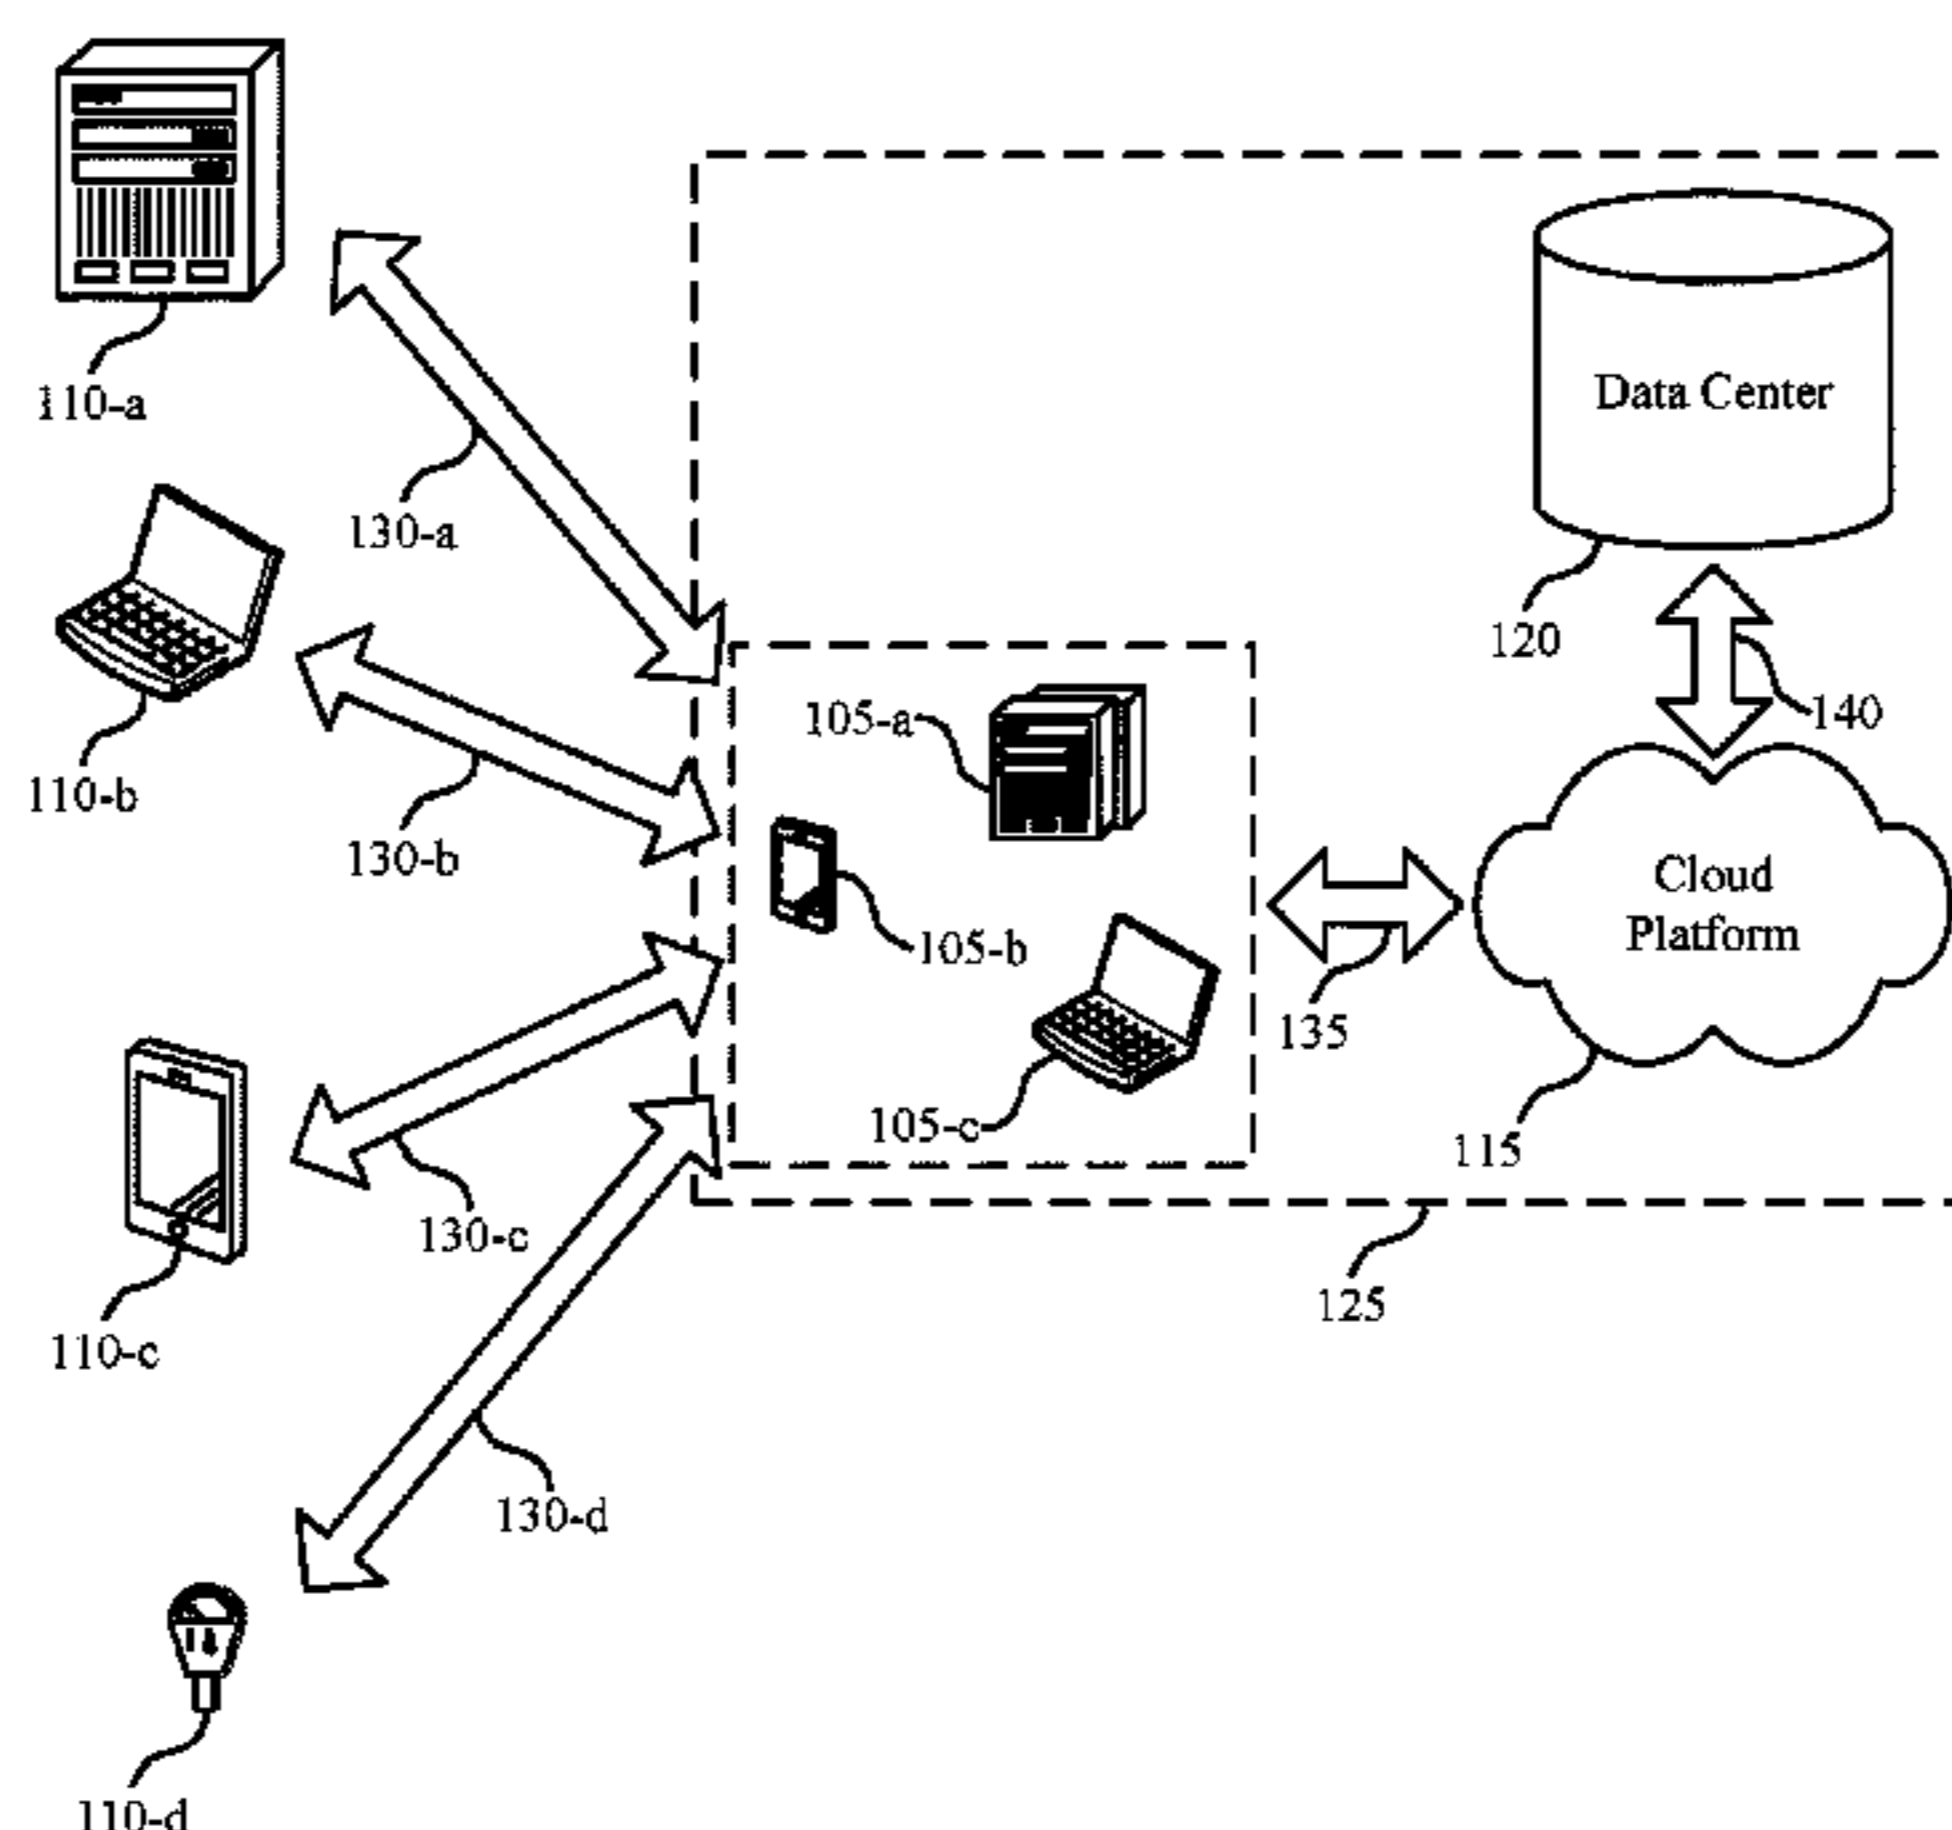 110-a
130-a
Data Center
120
110-b
130-b
105-a
140
105-b
Cloud
Platform
135
105-c
115
130-c
125
110-c
130-d
110-d